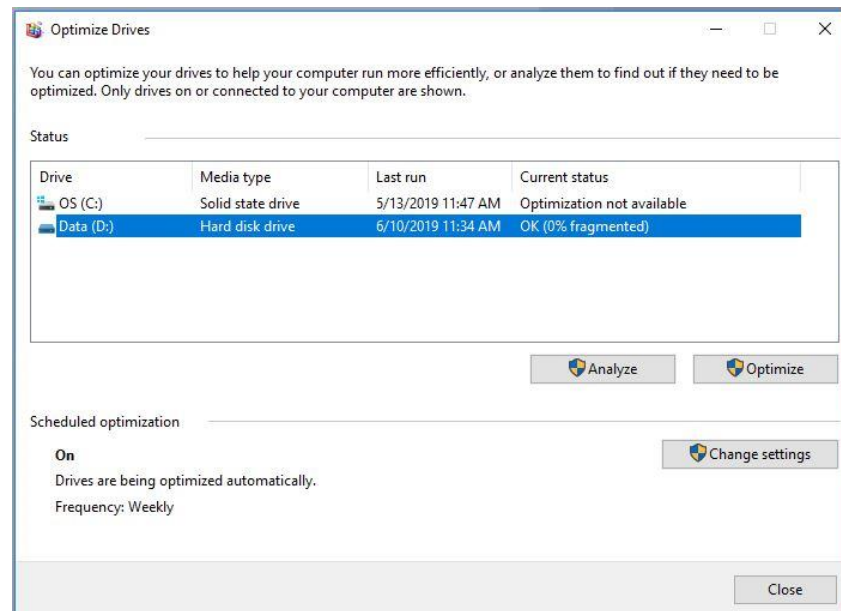 Optimize Drives
You can optimize your drives to help your computer run more efficiently, or analyze them to find out if they need to be
optimized. Only drives on or connected to your computer are shown.
Status
Drive Media type Last run Current status
OS (C:) Solid state drive 5/13/2019 11:47 AM Optimization not available
Data (D:) Hard disk drive 6/10/2019 11:34 AM OK (0% fragmented)
Analyze Optimize
Scheduled optimization
On Change settings
Drives are being optimized automatically.
Frequency: Weekly
Close